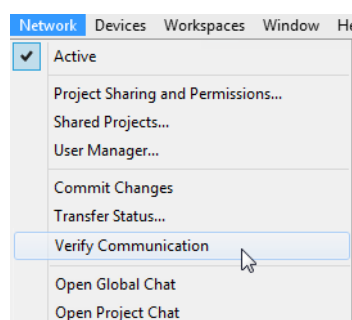 Network Devices Workspaces Window He
Active
Project Sharing and Permissions...
Shared Projects...
User Manager...
Commit Changes
Transfer Status...
Verify Communication
Open Global Chat
Open Project Chat